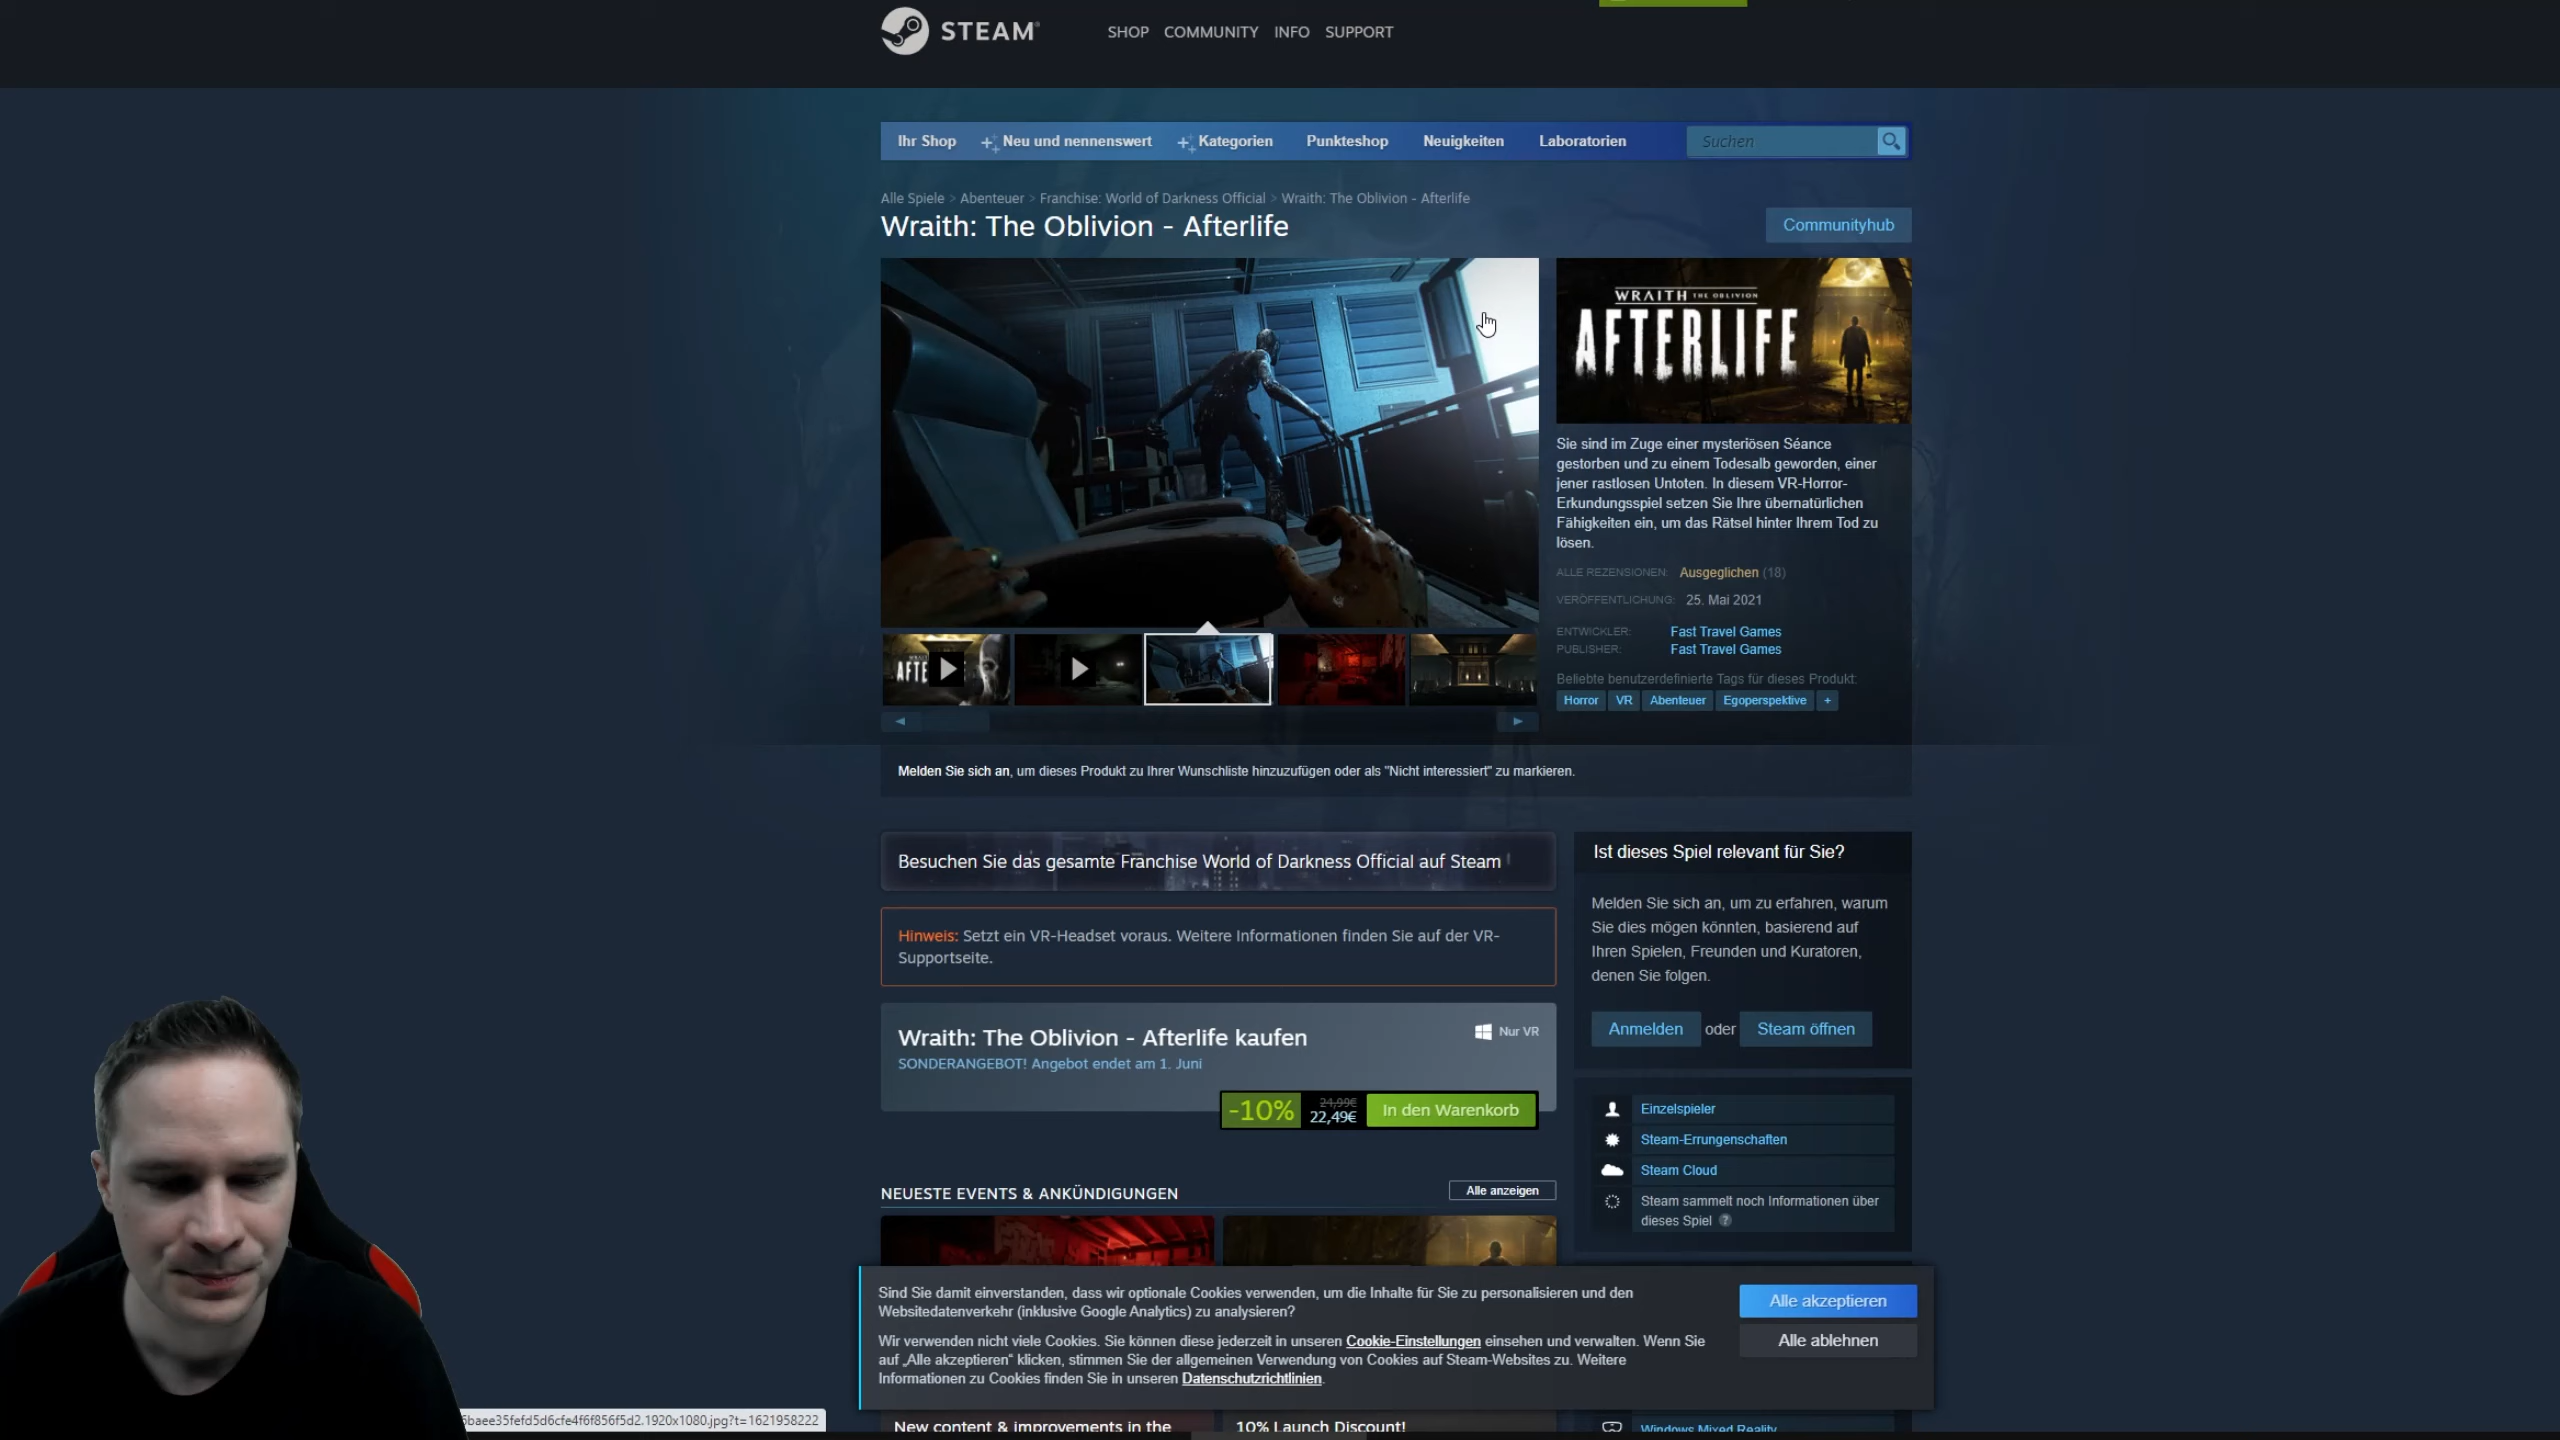 STEAM®
SHOP COMMUNITY INFO SUPPORT
Ihr Shop Neu und nennenswert Kategorien Punkteshop Neuigkeiten Laboratorien Suchen
Alle Spiele > Abenteuer > Franchise: World of Darkness Official > Wraith: The Oblivion - Afterlife
Wraith: The Oblivion - Afterlife
Communityhub
WRAITH THE OBLIVION
AFTERLIFE
Sie sind im Zuge einer mysteriösen Séance
gestorben und zu einem Todesalb geworden, einer
jener rastlosen Untoten. In diesem VR-Horror-
Erkundungsspiel setzen Sie Ihre übernatürlichen
Fähigkeiten ein, um das Rätsel hinter Ihrem Tod zu
lösen.
ALLE REZENSIONEN: Ausgeglichen (18)
VERÖFFENTLICHUNG: 25. Mai 2021
ENTWICKLER: Fast Travel Games
PUBLISHER: Fast Travel Games
Beliebte benutzerdefinierte Tags für dieses Produkt:
Horror VR Abenteuer Egoperspektive +
Melden Sie sich an, um dieses Produkt zu Ihrer Wunschliste hinzuzufügen oder als "Nicht interessiert" zu markieren.
Besuchen Sie das gesamte Franchise World of Darkness Official auf Steam
Hinweis: Setzt ein VR-Headset voraus. Weitere Informationen finden Sie auf der VR-
Supportseite.
Wraith: The Oblivion - Afterlife kaufen
Nur VR
SONDERANGEBOT! Angebot endet am 1. Juni
-10% 24,99€ 22,49€ In den Warenkorb
NEUESTE EVENTS & ANKÜNDIGUNGEN
Alle anzeigen
Ist dieses Spiel relevant für Sie?
Melden Sie sich an, um zu erfahren, warum
Sie dies mögen könnten, basierend auf
Ihren Spielen, Freunden und Kuratoren,
denen Sie folgen.
Anmelden oder Steam öffnen
Einzelspieler
Steam-Errungenschaften
Steam Cloud
Steam sammelt noch Informationen über
dieses Spiel ?
Sind Sie damit einverstanden, dass wir optionale Cookies verwenden, um die Inhalte für Sie zu personalisieren und den
Websitedatenverkehr (inklusive Google Analytics) zu analysieren?
Wir verwenden nicht viele Cookies. Sie können diese jederzeit in unseren Cookie-Einstellungen einsehen und verwalten. Wenn Sie
auf „Alle akzeptieren“ klicken, stimmen Sie der allgemeinen Verwendung von Cookies auf Steam-Websites zu. Weitere
Informationen zu Cookies finden Sie in unseren Datenschutzrichtlinien.
Alle akzeptieren
Alle ablehnen
baee35fefd5d6cfe4f6f856f5d2.1920x1080.jpg?t=1621958222
New content & improvements in the
10% Launch Discount!
Windows Mixed Reality